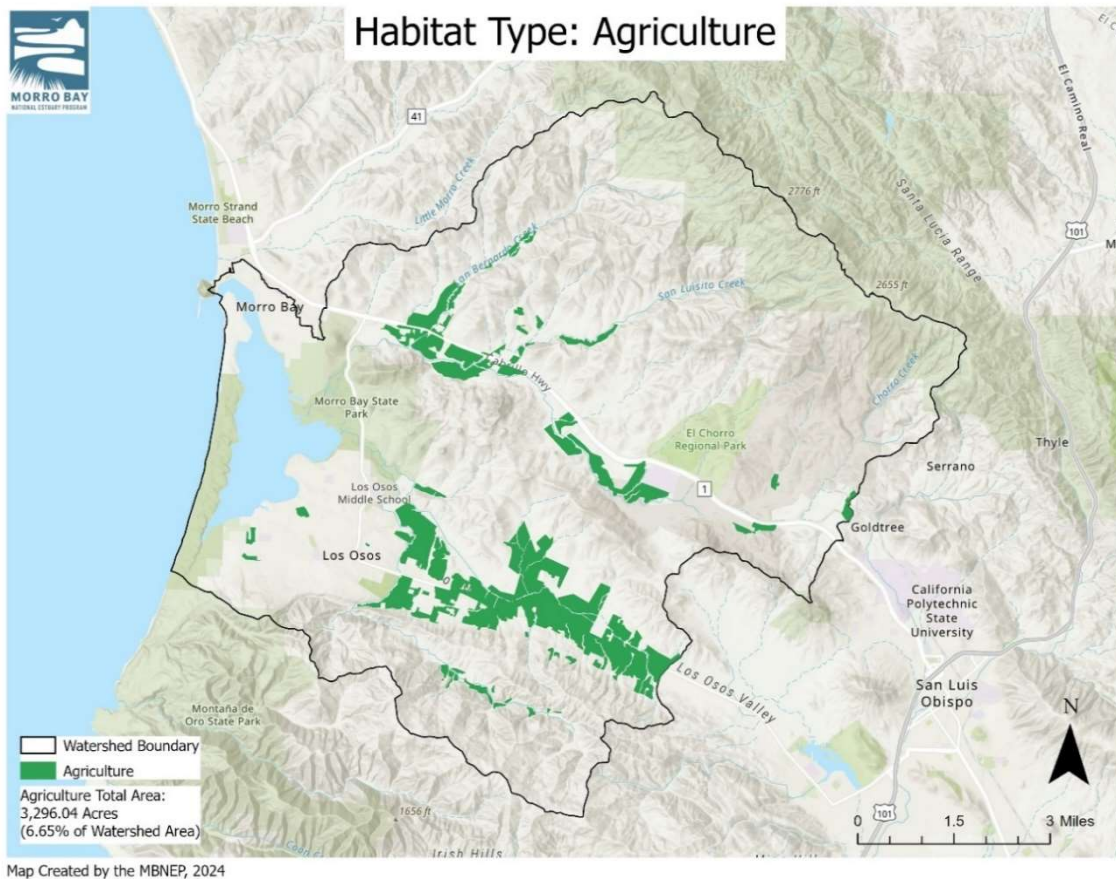 Habitat Type: Agriculture
MORRO BAY
NATIONAL ESTUARY PROGRAM
41
El Camino Real
Morro Strand
State Beach
Little Morro Creek
2776 ft
Santa Lucia Range
101
San Bernardo Creek
San Luisito Creek
2655 ft
Morro Bay
Cabrillo Hwy
Chorro Creek
Morro Bay State
Park
El Chorro
Regional Park
Thyle
Serrano
Los Osos
Middle School
1
Goldtree
Los Osos
California
Polytechnic
State
University
Los Osos Valley
San Luis
Obispo
Montaña de
Oro State Park
N
Watershed Boundary
Agriculture
Agriculture Total Area:
3,296.04 Acres
(6.65% of Watershed Area)
1656 ft
101
0 1.5 3 Miles
Irish Hills
Map Created by the MBNEP, 2024